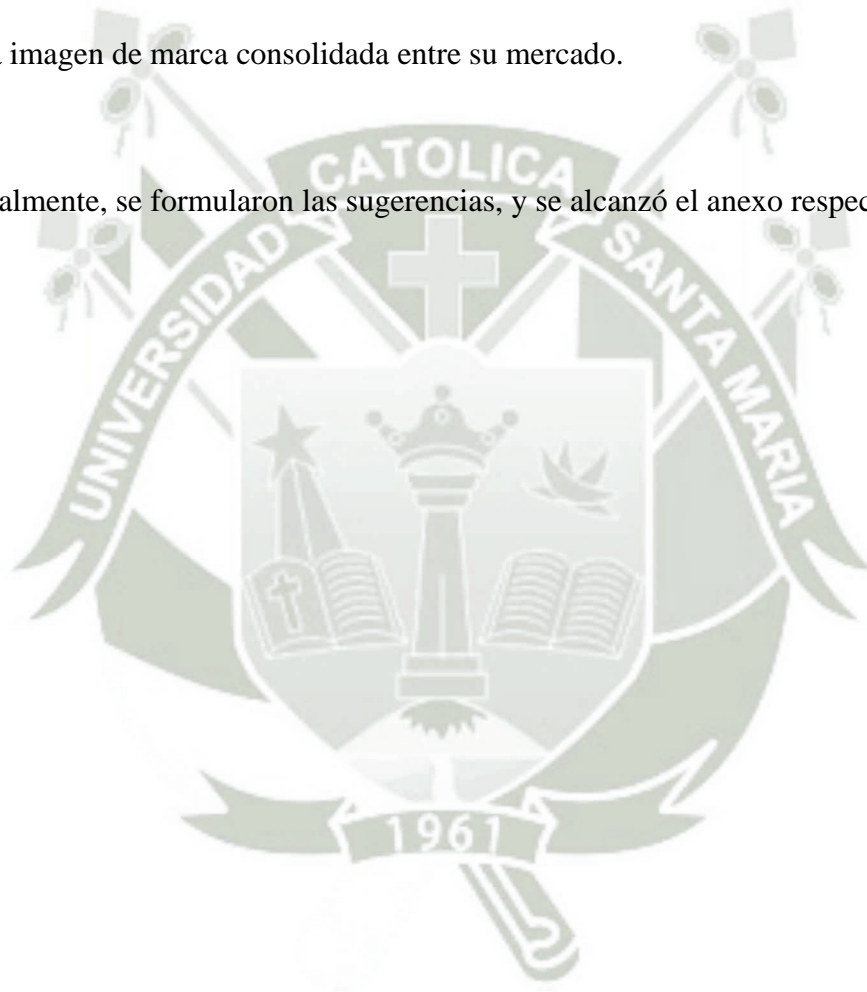 imagen de marca consolidada entre su mercado.
almente, se formularon las sugerencias, y se alcanzó el anexo respec
CATOLICA
UNIVERSIDAD
SANTA MARIA
1961